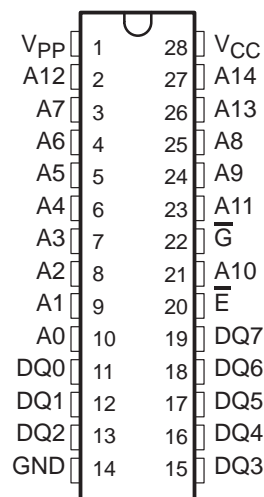 VPP 1 28 VCC
A12 2 27 A14
A7 3 26 A13
A6 4 25 A8
A5 5 24 A9
A4 6 23 A11
A3 7 22 G̅
A2 8 21 A10
A1 9 20 E̅
A0 10 19 DQ7
DQ0 11 18 DQ6
DQ1 12 17 DQ5
DQ2 13 16 DQ4
GND 14 15 DQ3